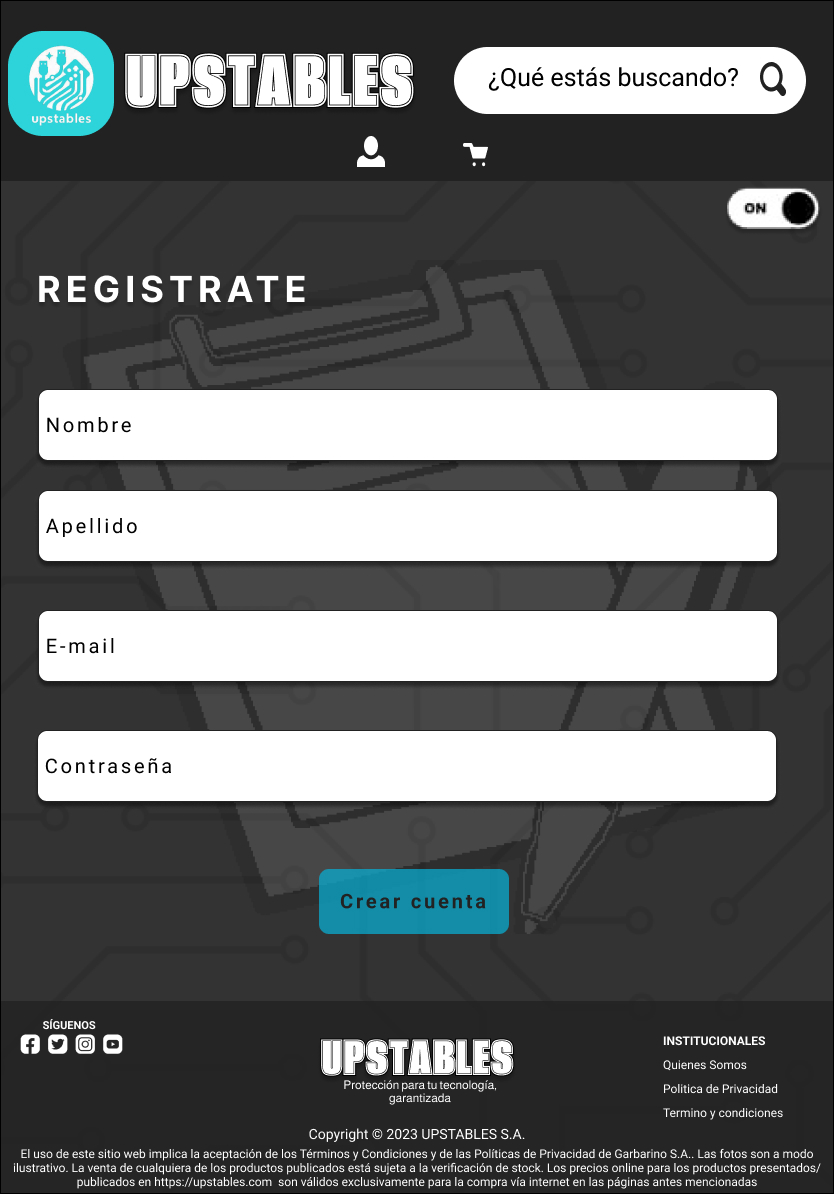 upstables
UPSTABLES
¿Qué estás buscando?
ON
REGISTRATE
Nombre
Apellido
E-mail
Contraseña
Crear cuenta
SÍGUENOS
UPSTABLES
Protección para tu tecnología,
garantizada
INSTITUCIONALES
Quienes Somos
Politica de Privacidad
Termino y condiciones
Copyright © 2023 UPSTABLES S.A.
El uso de este sitio web implica la aceptación de los Términos y Condiciones y de las Políticas de Privacidad de Garbarino S.A.. Las fotos son a modo
ilustrativo. La venta de cualquiera de los productos publicados está sujeta a la verificación de stock. Los precios online para los productos presentados/
publicados en https://upstables.com son válidos exclusivamente para la compra vía internet en las páginas antes mencionadas